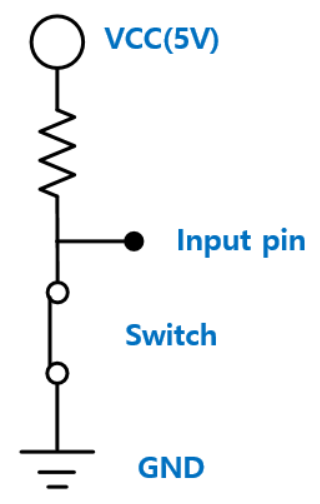 VCC(5V)
Input pin
Switch
GND